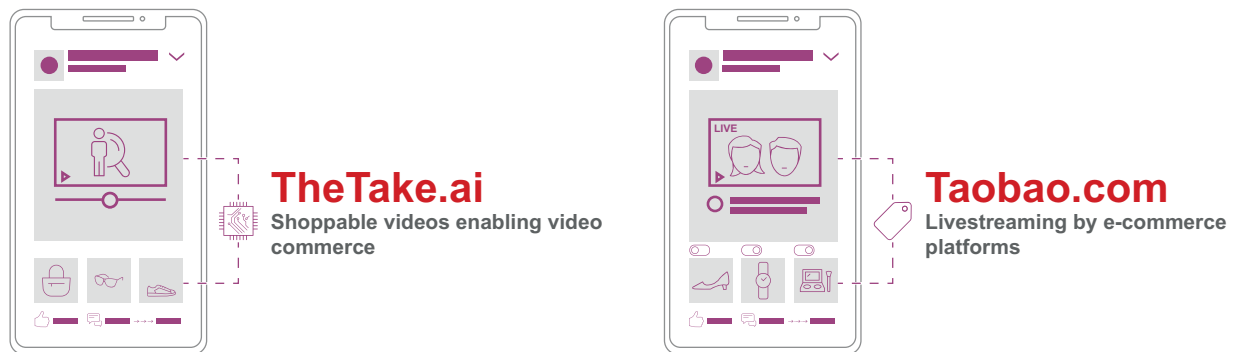 TheTake.ai
Shoppable videos enabling video
commerce
LIVE
Taobao.com
Livestreaming by e-commerce
platforms